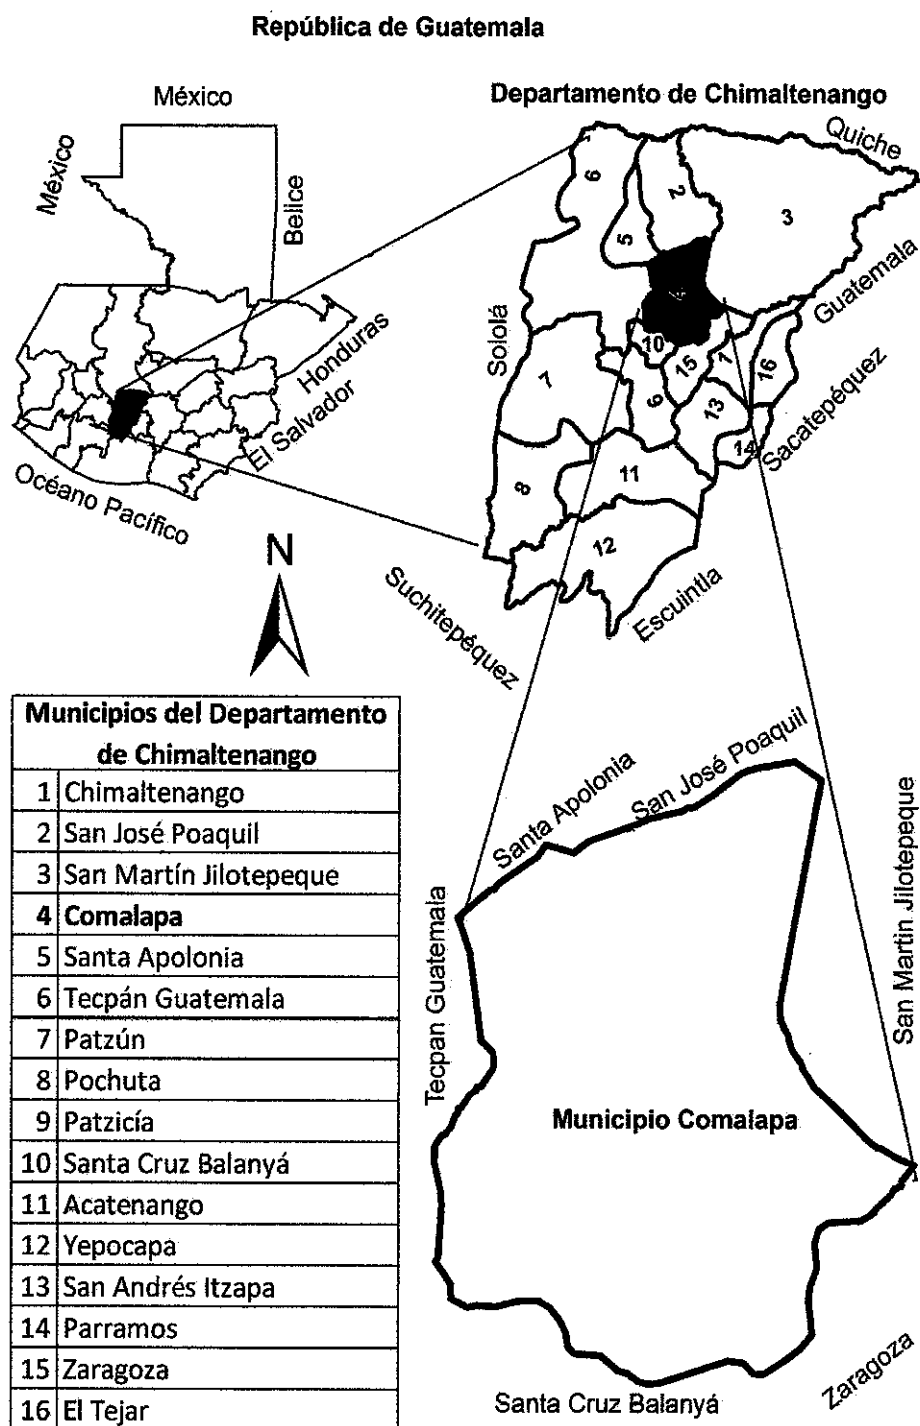 República de Guatemala
México
México
Belice
Honduras
El Salvador
Océano Pacífico
N
Departamento de Chimaltenango
Quiche
Guatemala
Sololá
Sacatepéquez
Suchitepéquez
Escuintla
6
2
5
3
10
15
1
16
7
9
13
14
8
11
12
Municipios del Departamento
de Chimaltenango
1 Chimaltenango
2 San José Poaquil
3 San Martín Jilotepeque
4 Comalapa
5 Santa Apolonia
6 Tecpán Guatemala
7 Patzún
8 Pochuta
9 Patzicía
10 Santa Cruz Balanyá
11 Acatenango
12 Yepocapa
13 San Andrés Itzapa
14 Parramos
15 Zaragoza
16 El Tejar
Santa Apolonia
San José Poaquil
Tecpan Guatemala
San Martin Jilotepeque
Municipio Comalapa
Santa Cruz Balanyá
Zaragoza